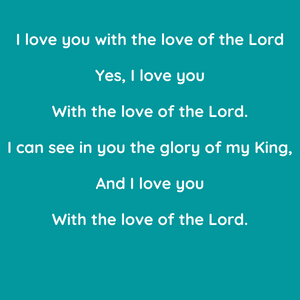 I love you with the love of the Lord
Yes, I love you
With the love of the Lord.
I can see in you the glory of my King,
And I love you
With the love of the Lord.